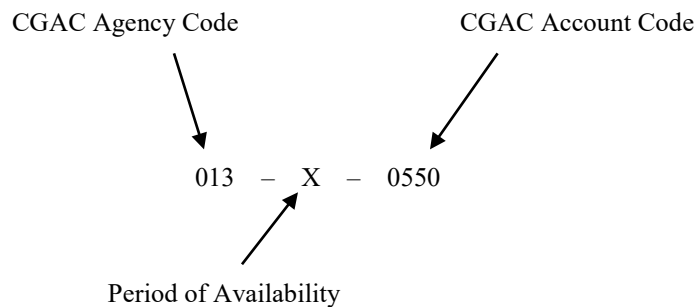 CGAC Agency Code
CGAC Account Code
013 – X – 0550
Period of Availability